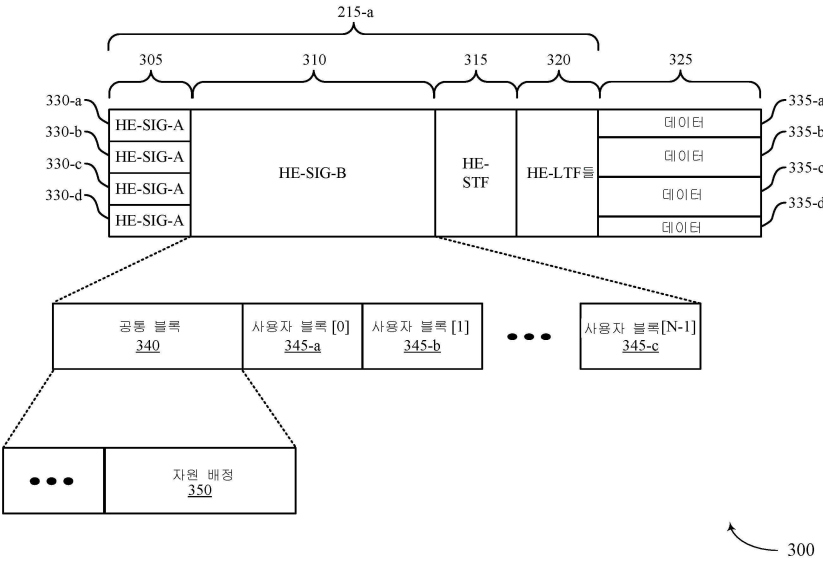 215-a
305
310
315
320
325
330-a
HE-SIG-A
데이터
335-a
330-b
HE-SIG-A
데이터
335-b
HE-SIG-B
HE-
STF
HE-LTF들
330-c
HE-SIG-A
데이터
335-c
330-d
HE-SIG-A
데이터
335-d
공통 블록
340
사용자 블록 [0]
345-a
사용자 블록 [1]
345-b
사용자 블록[N-1]
345-c
자원 배정
350
300